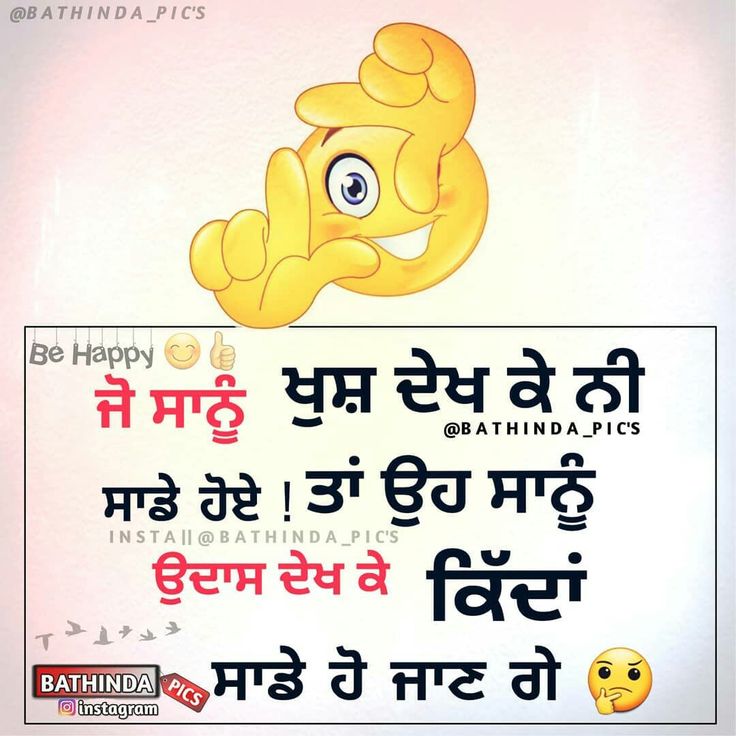 @BATHINDA_PIC'S
Be Happy 😊👍
ਜੋ ਸਾਨੂੰ ਖੁਸ਼ ਦੇਖ ਕੇ ਨੀ
@BATHINDA_PIC'S
ਸਾਡੇ ਹੋਏ ! ਤਾਂ ਉਹ ਸਾਨੂੰ
INSTA||@BATHINDA_PIC'S
ਉਦਾਸ ਦੇਖ ਕੇ ਕਿੱਦਾਂ
ਸਾਡੇ ਹੋ ਜਾਣ ਗੇ 🤔
BATHINDA PICS
instagram